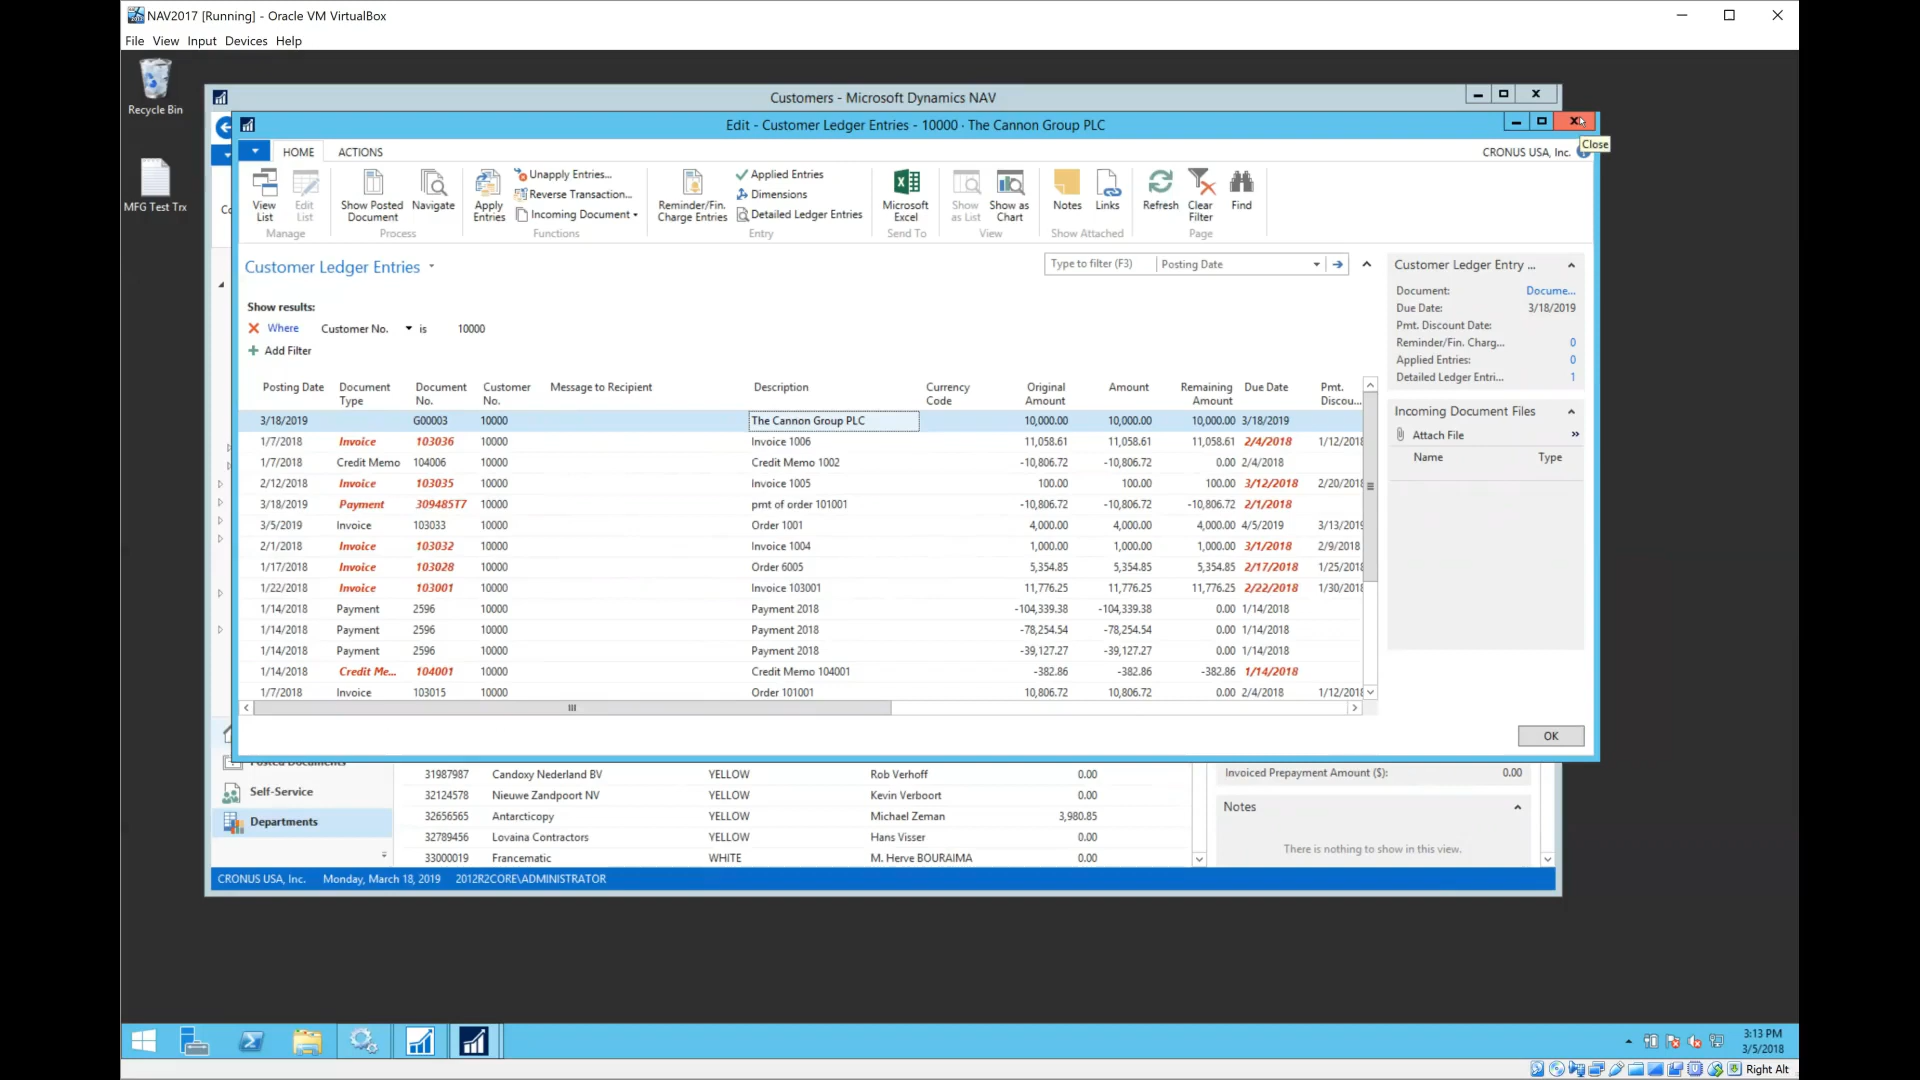 NAV2017 [Running] - Oracle VM VirtualBox
File View Input Devices Help
Recycle Bin
MFG Test Trx
Customers - Microsoft Dynamics NAV
Edit - Customer Ledger Entries - 10000 · The Cannon Group PLC
Close
HOME ACTIONS
CRONUS USA, Inc.
View List
Edit List
Manage
Show Posted Document
Navigate
Process
Apply Entries
Unapply Entries...
Reverse Transaction...
Incoming Document
Functions
Reminder/Fin. Charge Entries
Applied Entries
Dimensions
Detailed Ledger Entries
Entry
Microsoft Excel
Send To
Show as List
Show as Chart
View
Notes
Links
Show Attached
Refresh
Clear Filter
Find
Page
Customer Ledger Entries
Type to filter (F3) Posting Date
Show results:
Where Customer No. is 10000
Add Filter
Posting Date Document Type Document No. Customer No. Message to Recipient Description Currency Code Original Amount Amount Remaining Amount Due Date Pmt. Discou...
3/18/2019 G00003 10000 The Cannon Group PLC 10,000.00 10,000.00 10,000.00 3/18/2019
1/7/2018 Invoice 103036 10000 Invoice 1006 11,058.61 11,058.61 11,058.61 2/4/2018 1/12/2018
1/7/2018 Credit Memo 104006 10000 Credit Memo 1002 -10,806.72 -10,806.72 0.00 2/4/2018
2/12/2018 Invoice 103035 10000 Invoice 1005 100.00 100.00 100.00 3/12/2018 2/20/2018
3/18/2019 Payment 309485T7 10000 pmt of order 101001 -10,806.72 -10,806.72 -10,806.72 2/1/2018
3/5/2019 Invoice 103033 10000 Order 1001 4,000.00 4,000.00 4,000.00 4/5/2019 3/13/2019
2/1/2018 Invoice 103032 10000 Invoice 1004 1,000.00 1,000.00 1,000.00 3/1/2018 2/9/2018
1/17/2018 Invoice 103028 10000 Order 6005 5,354.85 5,354.85 5,354.85 2/17/2018 1/25/2018
1/22/2018 Invoice 103001 10000 Invoice 103001 11,776.25 11,776.25 11,776.25 2/22/2018 1/30/2018
1/14/2018 Payment 2596 10000 Payment 2018 -104,339.38 -104,339.38 0.00 1/14/2018
1/14/2018 Payment 2596 10000 Payment 2018 -78,254.54 -78,254.54 0.00 1/14/2018
1/14/2018 Payment 2596 10000 Payment 2018 -39,127.27 -39,127.27 0.00 1/14/2018
1/14/2018 Credit Me... 104001 10000 Credit Memo 104001 -382.86 -382.86 -382.86 1/14/2018
1/7/2018 Invoice 103015 10000 Order 101001 10,806.72 10,806.72 0.00 2/4/2018 1/12/2018
Customer Ledger Entry ...
Document: Docume...
Due Date: 3/18/2019
Pmt. Discount Date:
Reminder/Fin. Charg... 0
Applied Entries: 0
Detailed Ledger Entri... 1
Incoming Document Files
Attach File
Name Type
OK
Posted Documents
Self-Service
Departments
31987987 Candoxy Nederland BV YELLOW Rob Verhoff 0.00
32124578 Nieuwe Zandpoort NV YELLOW Kevin Verboort 0.00
32656565 Antarcticopy YELLOW Michael Zeman 3,980.85
32789456 Lovaina Contractors YELLOW Hans Visser 0.00
33000019 Francematic WHITE M. Herve BOURAIMA 0.00
Invoiced Prepayment Amount ($): 0.00
Notes
There is nothing to show in this view.
CRONUS USA, Inc. Monday, March 18, 2019 2012R2CORE\ADMINISTRATOR
3:13 PM
3/5/2018
Right Alt